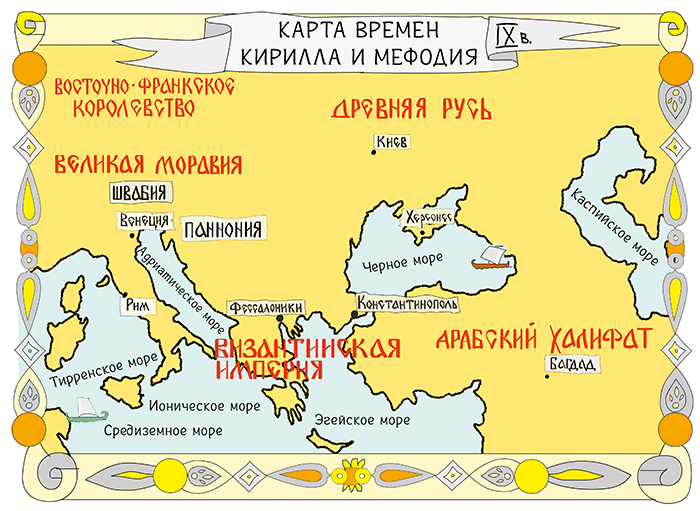 КАРТА ВРЕМЕН
КИРИЛЛА И МЕФОДИЯ
IX в.
ВОСТОЧНО-ФРАНКСКОЕ
КОРОЛЕВСТВО
ДРЕВНЯЯ РУСЬ
Киев
ВЕЛИКАЯ МОРАВИЯ
ШВАБИЯ
Венеция
ПАННОНИЯ
Херсонес
Каспийское море
Адриатическое море
Черное море
Рим
Фессалоники
Константинополь
ВИЗАНТИЙСКАЯ
ИМПЕРИЯ
АРАБСКИЙ ХАЛИФАТ
Багдад
Тирренское море
Ионическое море
Эгейское море
Средиземное море